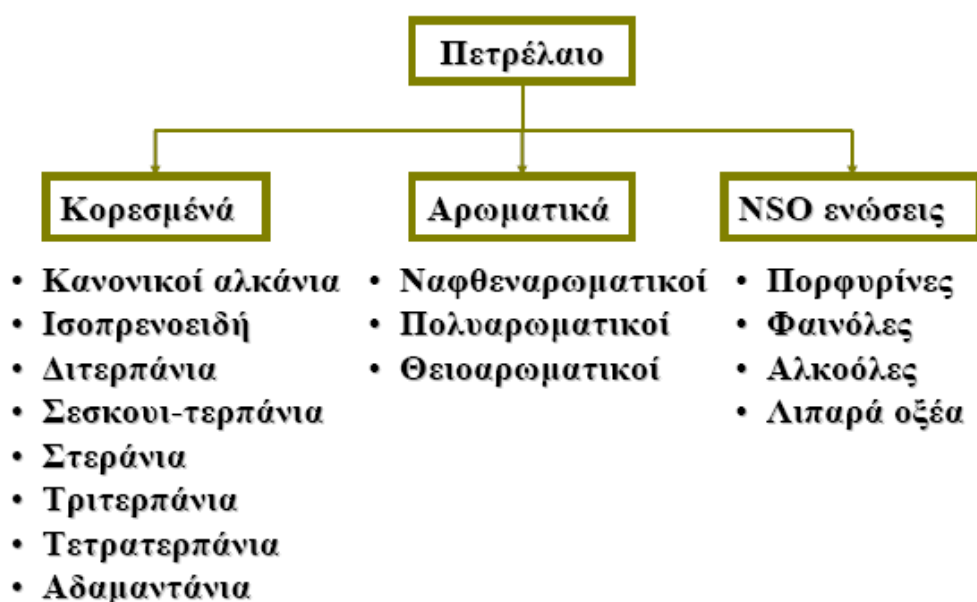 Πετρέλαιο
Κορεσμένά
Αρωματικά
NSO ενώσεις
• Κανονικοί αλκάνια
• Ισοπρενοειδή
• Διτερπάνια
• Σεσκουι-τερπάνια
• Στεράνια
• Τριτερπάνια
• Τετρατερπάνια
• Αδαμαντάνια
• Ναφθεναρωματικοί
• Πολυαρωματικοί
• Θειοαρωματικοί
• Πορφυρίνες
• Φαινόλες
• Αλκοόλες
• Λιπαρά οξέα